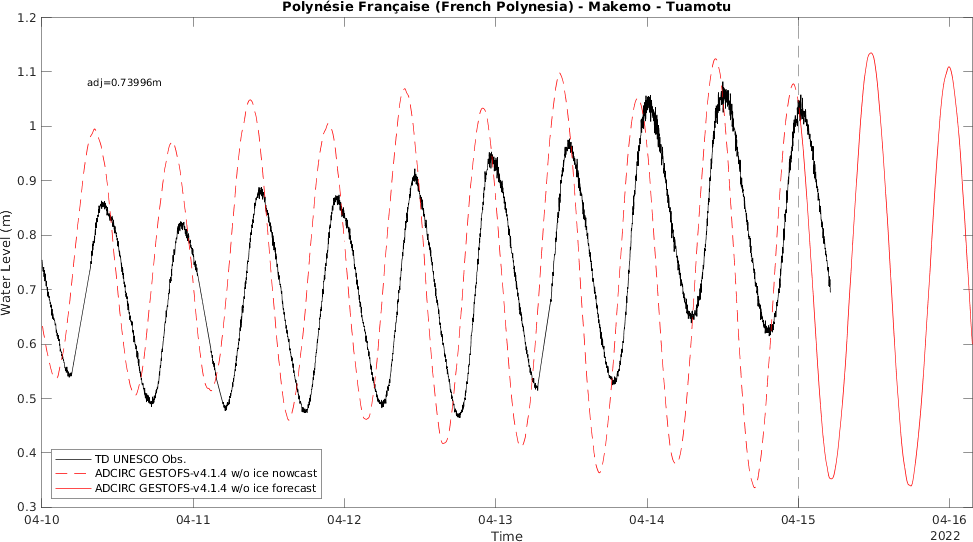 Polynésie Française (French Polynesia) - Makemo - Tuamotu
1.2
1.1
1
0.9
0.8
0.7
0.6
0.5
0.4
0.3
Water Level (m)
adj=0.73996m
TD UNESCO Obs.
ADCIRC GESTOFS-v4.1.4 w/o ice nowcast
ADCIRC GESTOFS-v4.1.4 w/o ice forecast
04-10 04-11 04-12 04-13 04-14 04-15 04-16
Time
2022